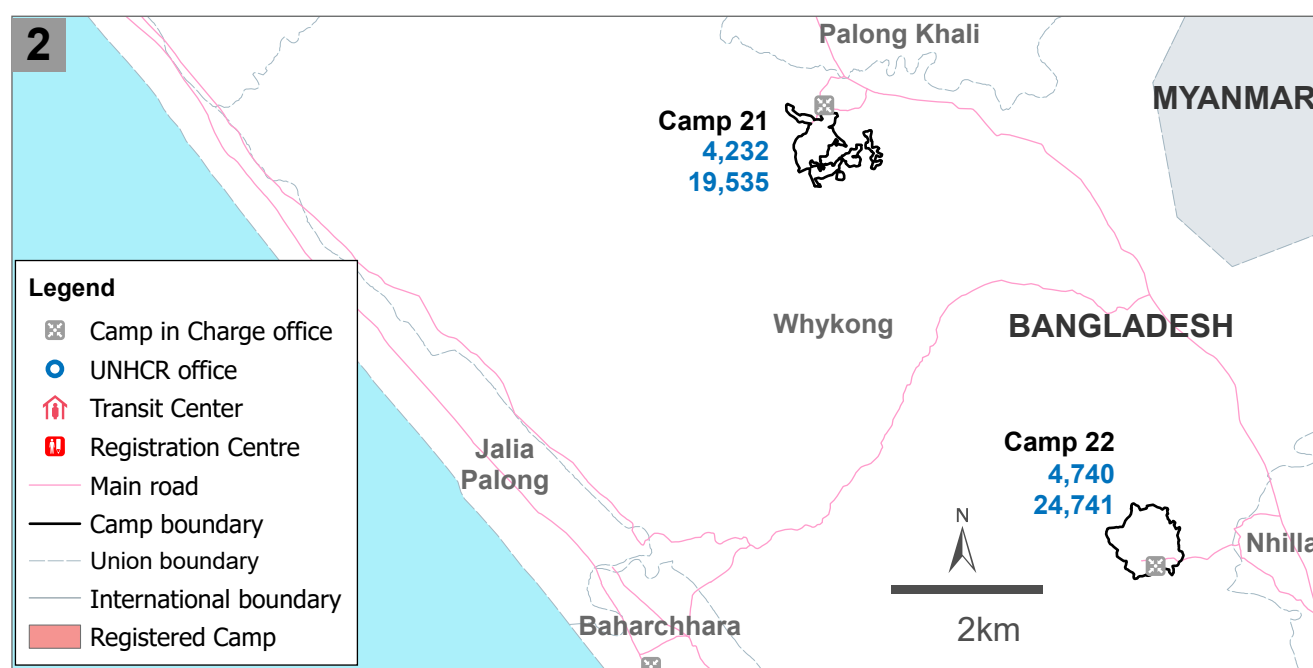 2
Palong Khali
MYANMAR
Camp 21
4,232
19,535
Whykong
BANGLADESH
Jalia
Palong
Camp 22
4,740
24,741
Nhilla
N
2km
Baharchhara
Legend
Camp in Charge office
UNHCR office
Transit Center
Registration Centre
Main road
Camp boundary
Union boundary
International boundary
Registered Camp